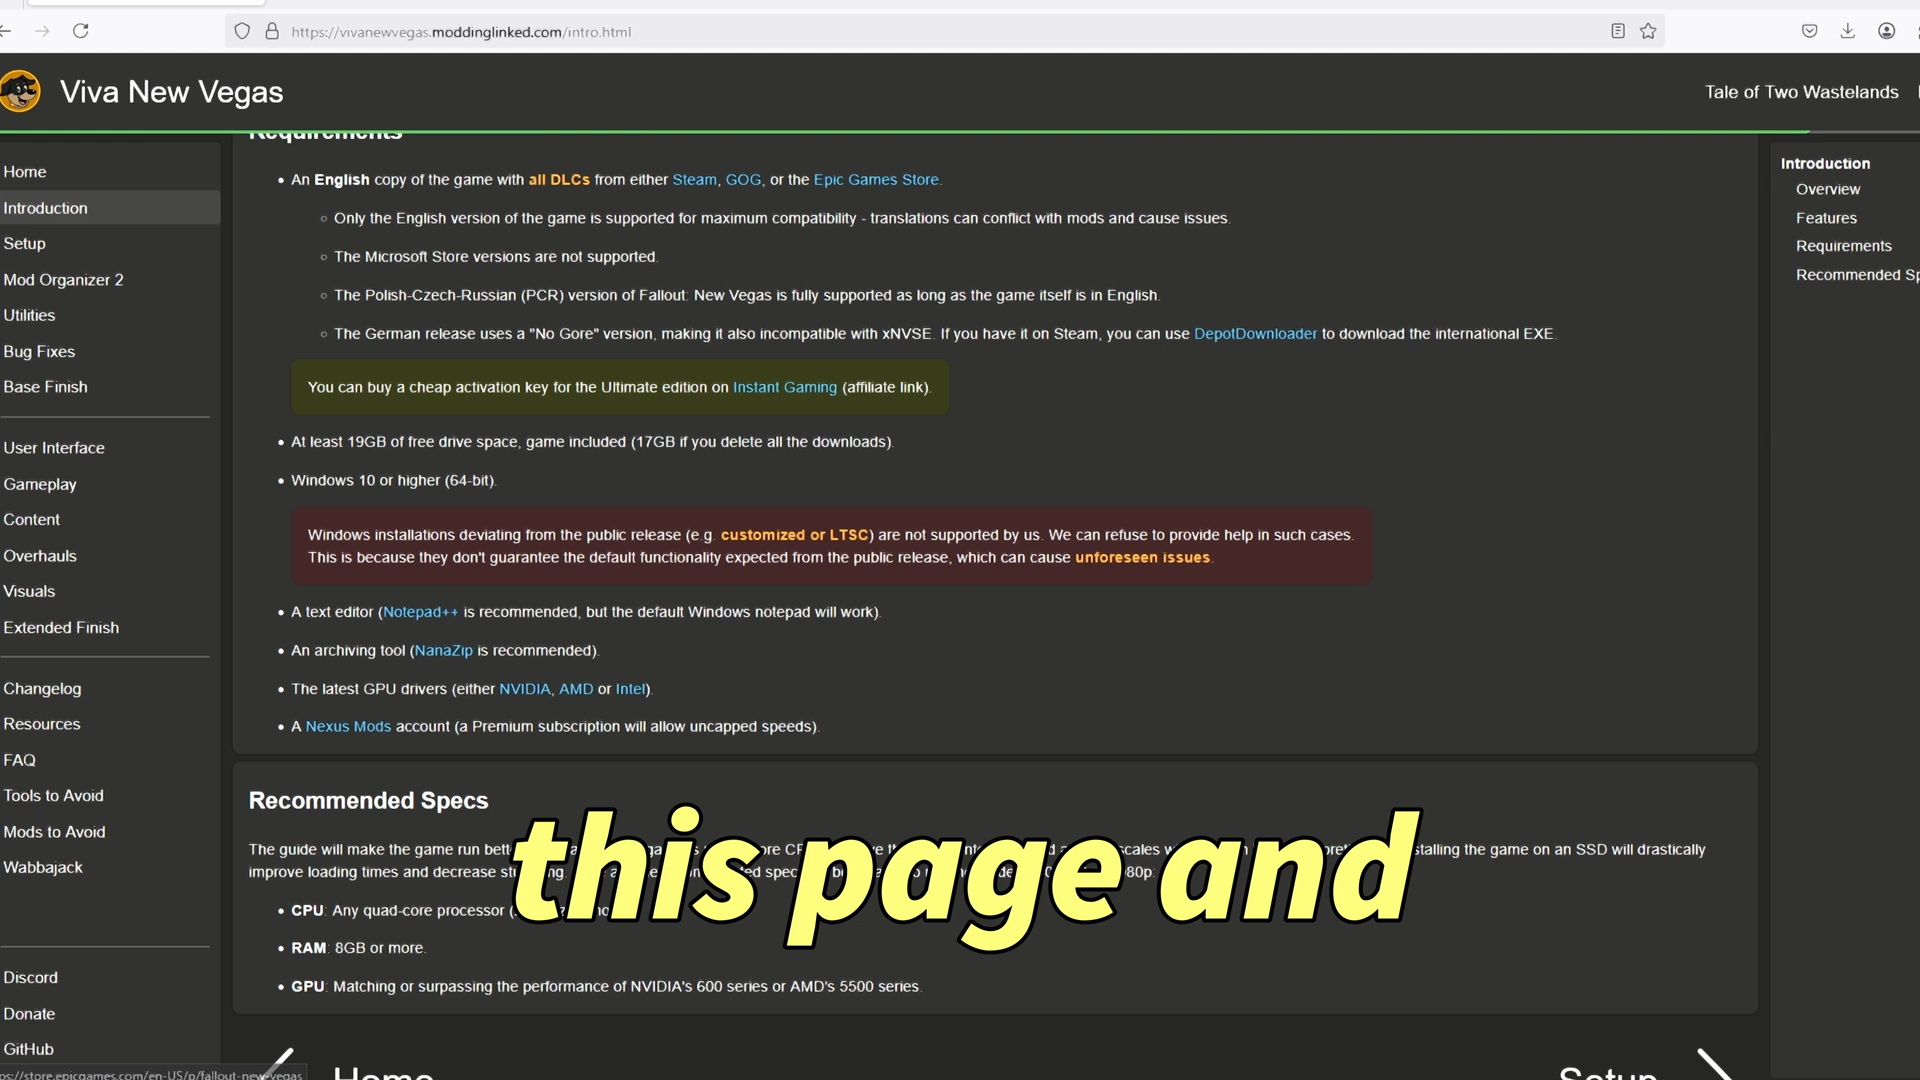 https://vivanewvegas.moddinglinked.com/intro.html
Viva New Vegas
Tale of Two Wastelands
Home
Introduction
Setup
Mod Organizer 2
Utilities
Bug Fixes
Base Finish
User Interface
Gameplay
Content
Overhauls
Visuals
Extended Finish
Changelog
Resources
FAQ
Tools to Avoid
Mods to Avoid
Wabbajack
Discord
Donate
GitHub
Requirements
• An English copy of the game with all DLCs from either Steam, GOG, or the Epic Games Store.
◦ Only the English version of the game is supported for maximum compatibility - translations can conflict with mods and cause issues.
◦ The Microsoft Store versions are not supported.
◦ The Polish-Czech-Russian (PCR) version of Fallout: New Vegas is fully supported as long as the game itself is in English.
◦ The German release uses a "No Gore" version, making it also incompatible with xNVSE. If you have it on Steam, you can use DepotDownloader to download the international EXE.
You can buy a cheap activation key for the Ultimate edition on Instant Gaming (affiliate link).
• At least 19GB of free drive space, game included (17GB if you delete all the downloads).
• Windows 10 or higher (64-bit).
Windows installations deviating from the public release (e.g. customized or LTSC) are not supported by us. We can refuse to provide help in such cases.
This is because they don't guarantee the default functionality expected from the public release, which can cause unforeseen issues.
• A text editor (Notepad++ is recommended, but the default Windows notepad will work).
• An archiving tool (NanaZip is recommended).
• The latest GPU drivers (either NVIDIA, AMD or Intel).
• A Nexus Mods account (a Premium subscription will allow uncapped speeds).
Recommended Specs
The guide will make the game run stalling the game on an SSD will drastically
improve loading times and decrease
• CPU: Any quad-core processor
• RAM: 8GB or more.
• GPU: Matching or surpassing the performance of NVIDIA's 600 series or AMD's 5500 series.
this page and
Home
Setup
Introduction
Overview
Features
Requirements
Recommended Sp
ps://store.epicgames.com/en-US/p/fallout-new-vegas